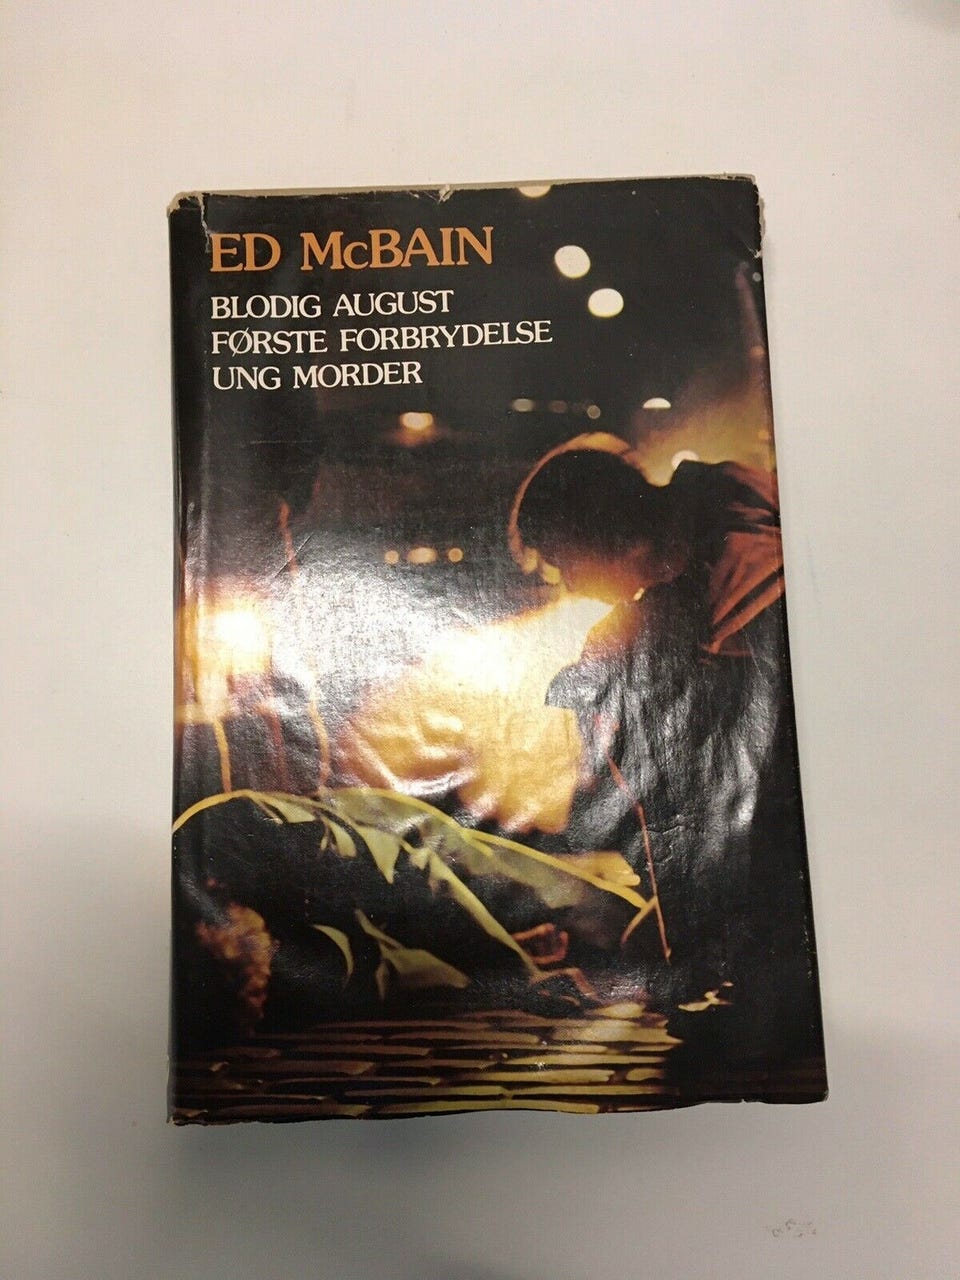 ED McBAIN
BLODIG AUGUST
FØRSTE FORBRYDELSE
UNG MORDER